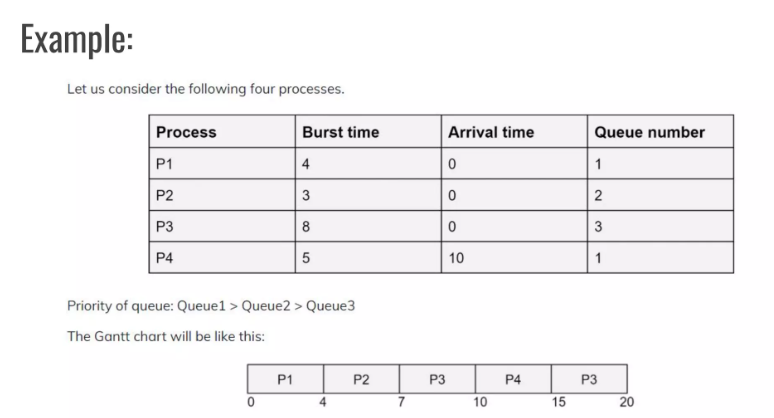 Example:
Let us consider the following four processes.
Process Burst time Arrival time Queue number
P1 4 0 1
P2 3 0 2
P3 8 0 3
P4 5 10 1
Priority of queue: Queue1 > Queue2 > Queue3
The Gantt chart will be like this:
P1 P2 P3 P4 P3
0 4 7 10 15 20